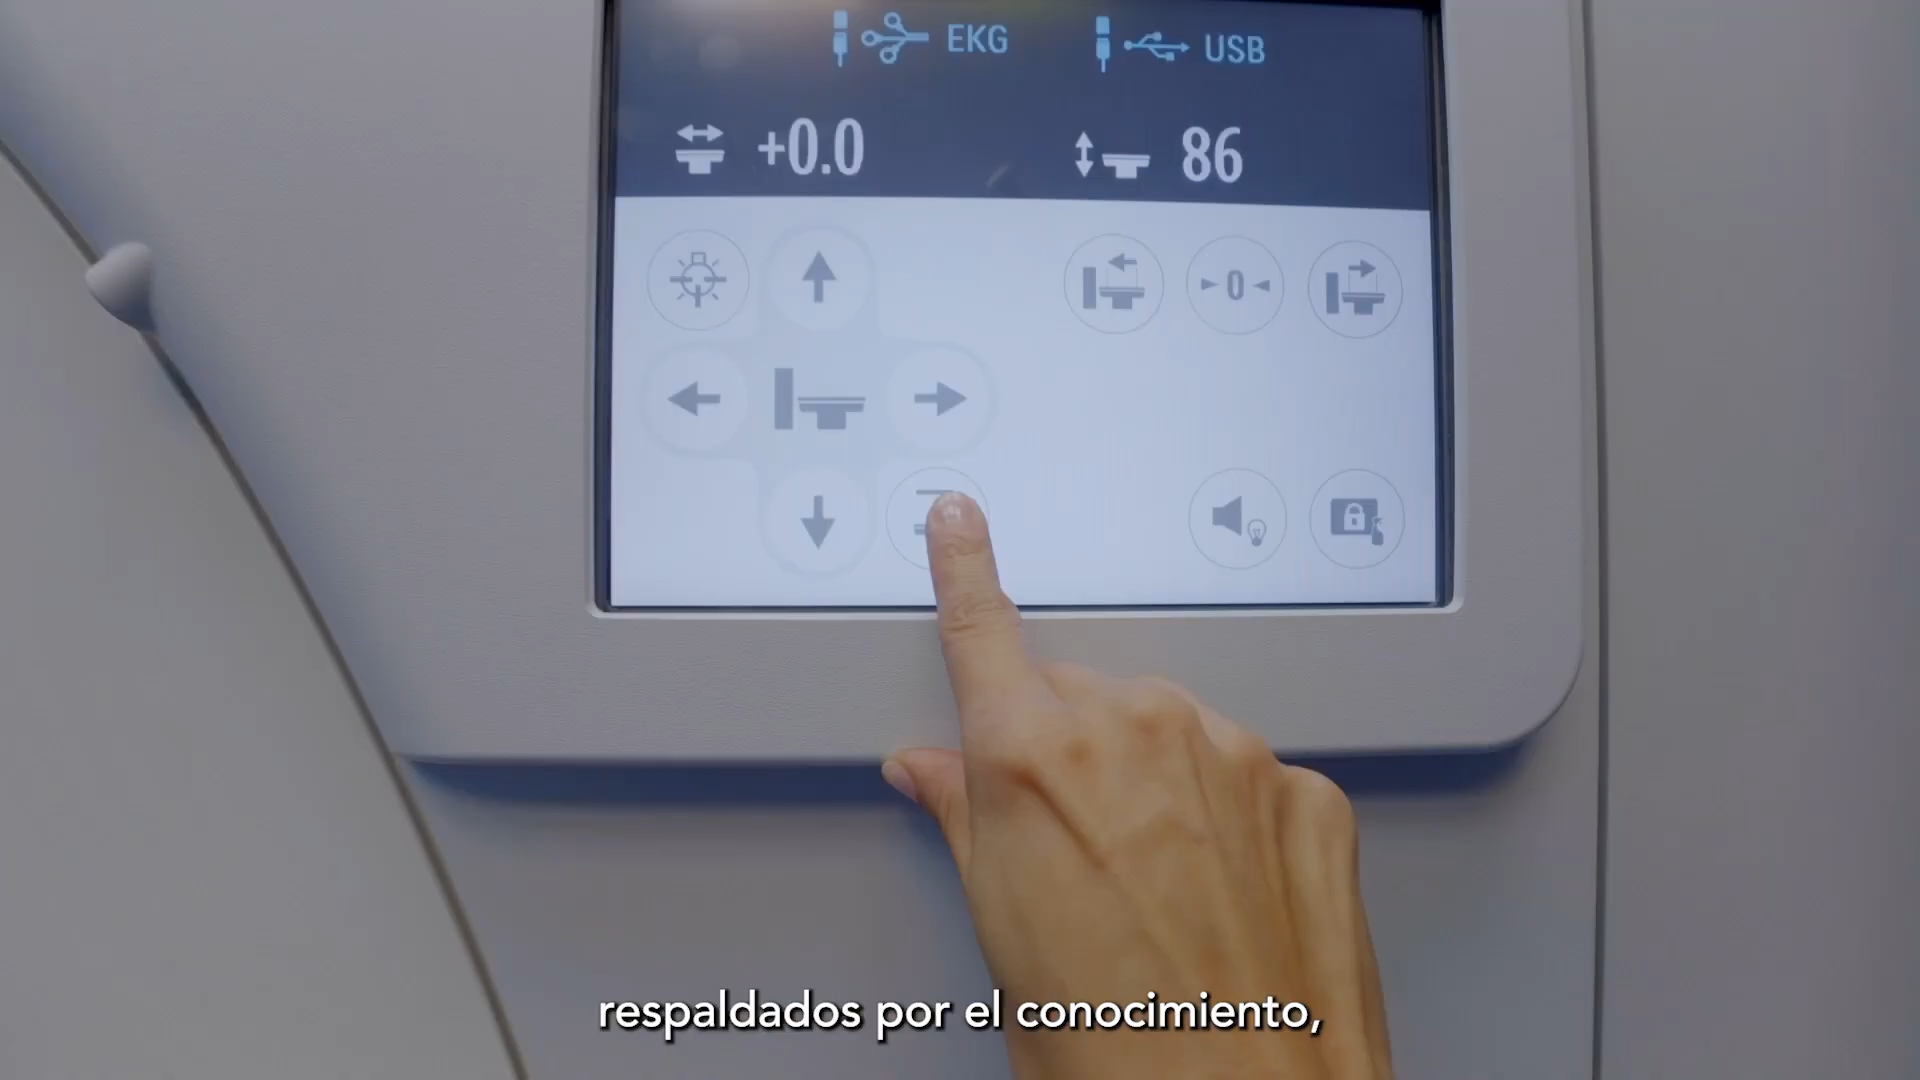 EKG
USB
+0.0
86
0
respaldados por el conocimiento,